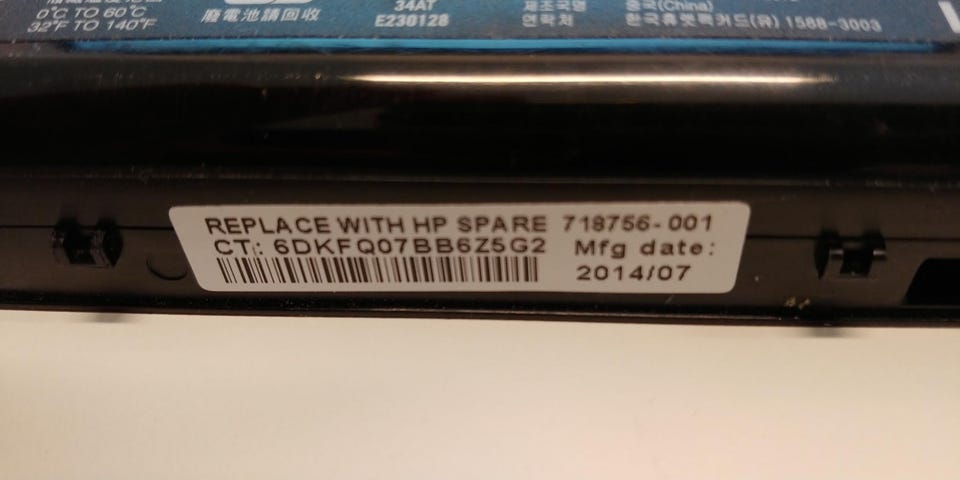 0°C TO 60°C
32°F TO 140°F
廢電池請回收
34AT
E230128
제조국명
연락처
중국(China)
한국휴렛팩커드(유) 1588-3003
REPLACE WITH HP SPARE 718756-001
CT: 6DKFQ07BB6Z5G2 Mfg date:
2014/07